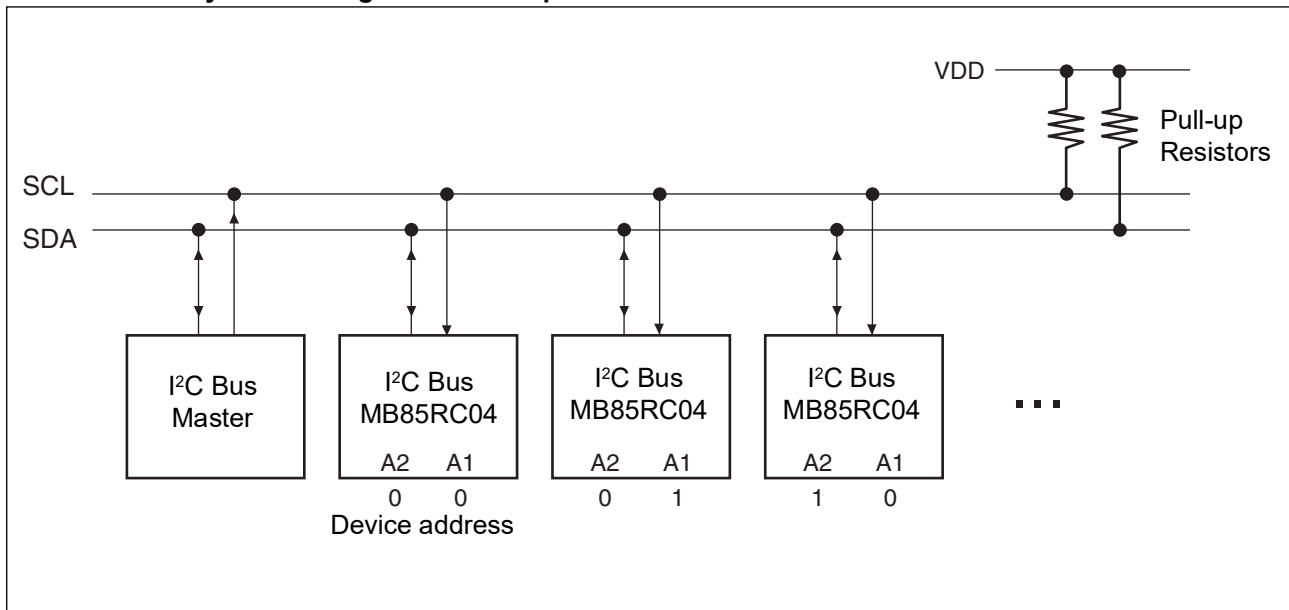 VDD
Pull-up
Resistors
SCL
SDA
I²C Bus
Master
I²C Bus
MB85RC04
A2 A1
0 0
Device address
I²C Bus
MB85RC04
A2 A1
0 1
I²C Bus
MB85RC04
A2 A1
1 0
...